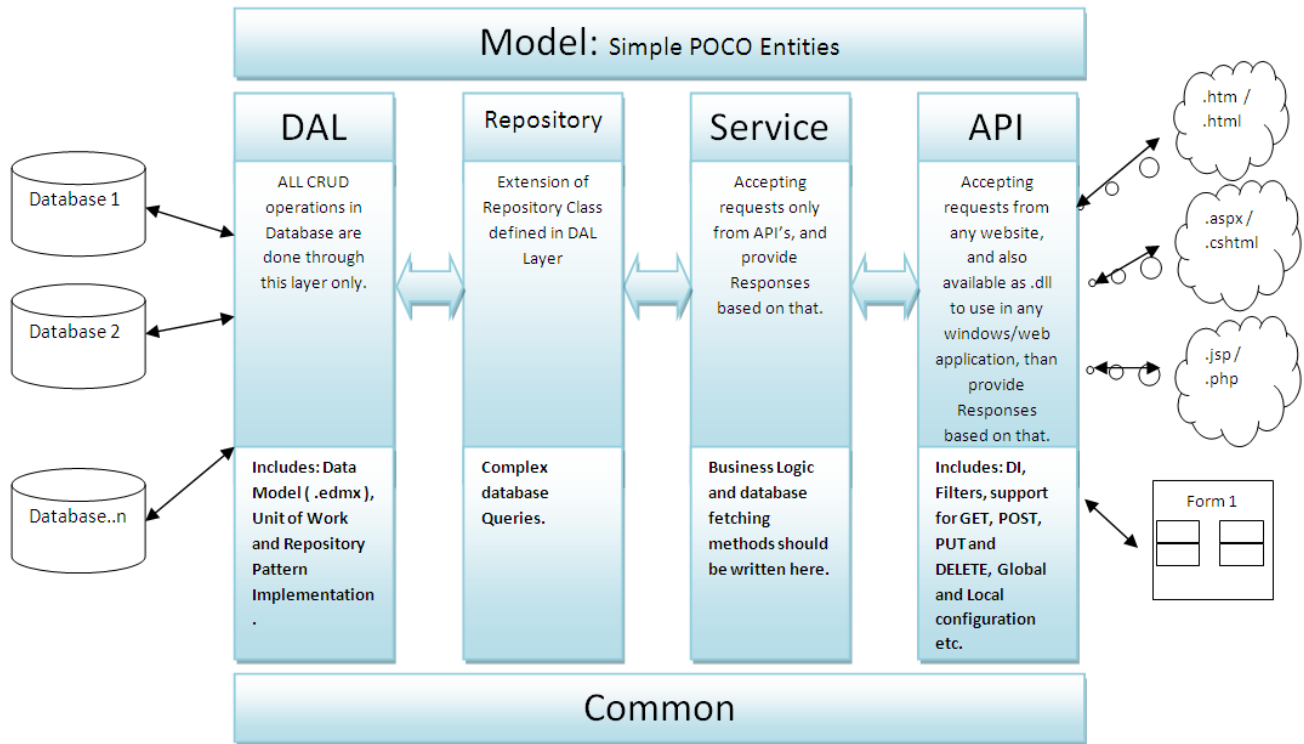 Model: Simple POCO Entities
DAL
ALL CRUD
operations in
Database are
done through
this layer only.
Includes: Data
Model ( .edmx ),
Unit of Work
and Repository
Pattern
Implementation
.
Repository
Extension of
Repository Class
defined in DAL
Layer
Complex
database
Queries.
Service
Accepting
requests only
from API's, and
provide
Responses
based on that.
Business Logic
and database
fetching
methods should
be written here.
API
Accepting
requests from
any website,
and also
available as .dll
to use in any
windows/web
application, than
provide
Responses
based on that.
Includes: DI,
Filters, support
for GET, POST,
PUT and
DELETE, Global
and Local
configuration
etc.
Database 1
Database 2
Database..n
.htm /
.html
.aspx /
.cshtml
.jsp /
.php
Form 1
Common